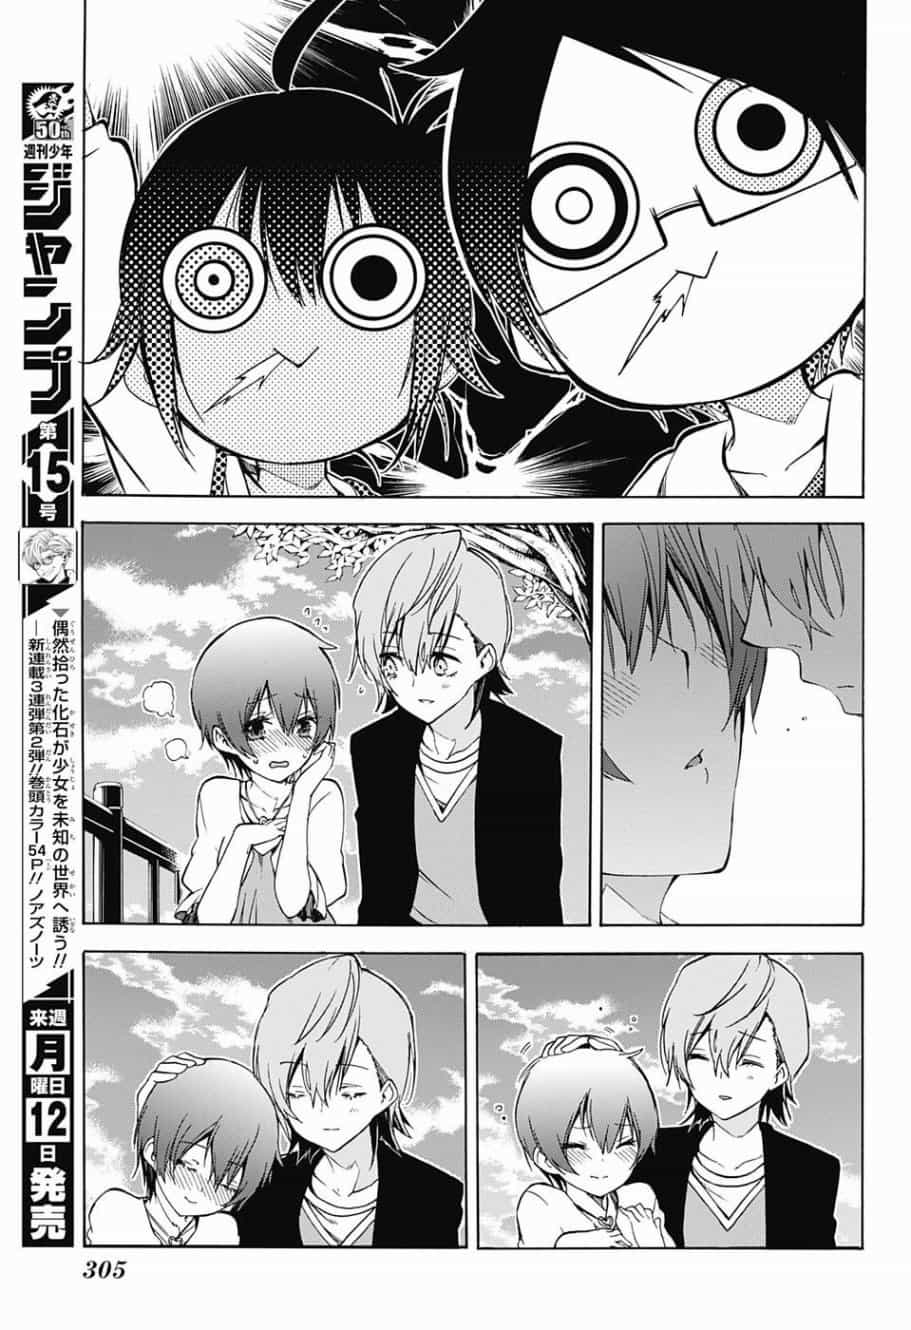 50th
週刊少年
ジャンプ
第
15
号
▼偶然拾った化石が少女を未知の世界へ誘う!!
―新連載3連弾第2弾!!巻頭カラー54P!! ノアズノーツ
来週
月
曜日
12
日
発売
305